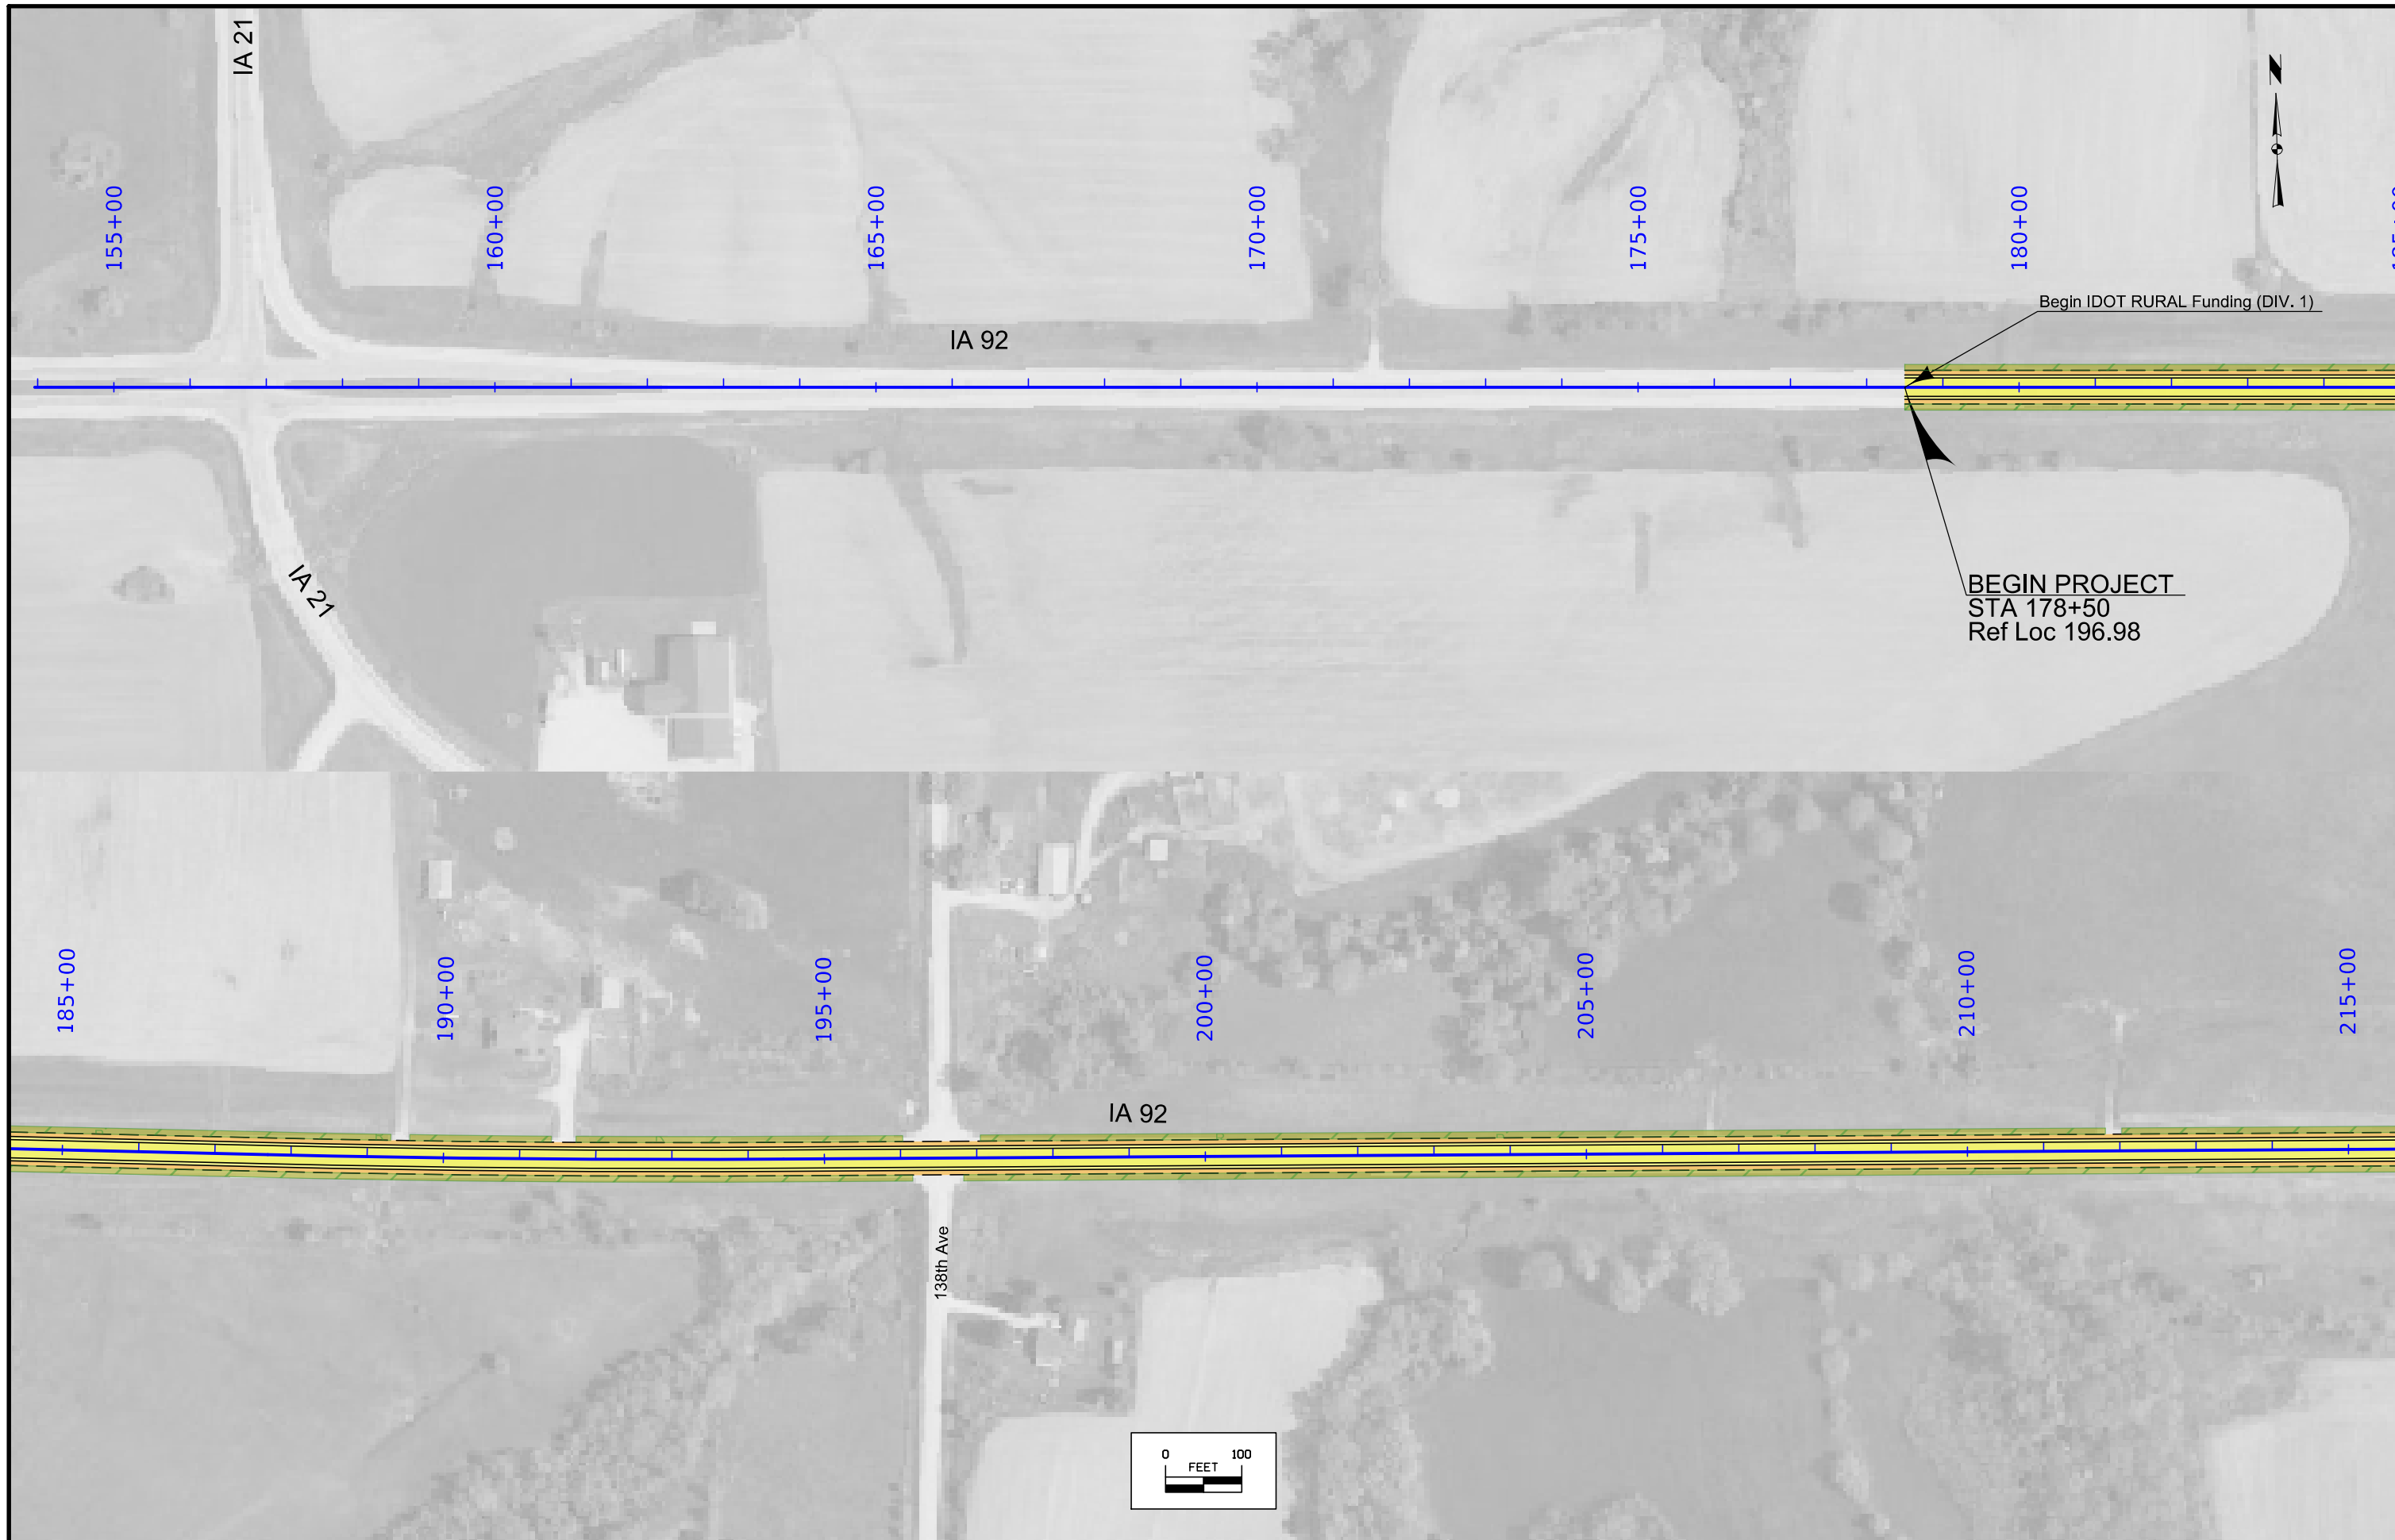 IA 21
155+00
160+00
165+00
170+00
175+00
180+00
N
Begin IDOT RURAL Funding (DIV. 1)
IA 92
IA 21
BEGIN PROJECT
STA 178+50
Ref Loc 196.98
185+00
190+00
195+00
200+00
205+00
210+00
215+00
IA 92
138th Ave
0 100
FEET